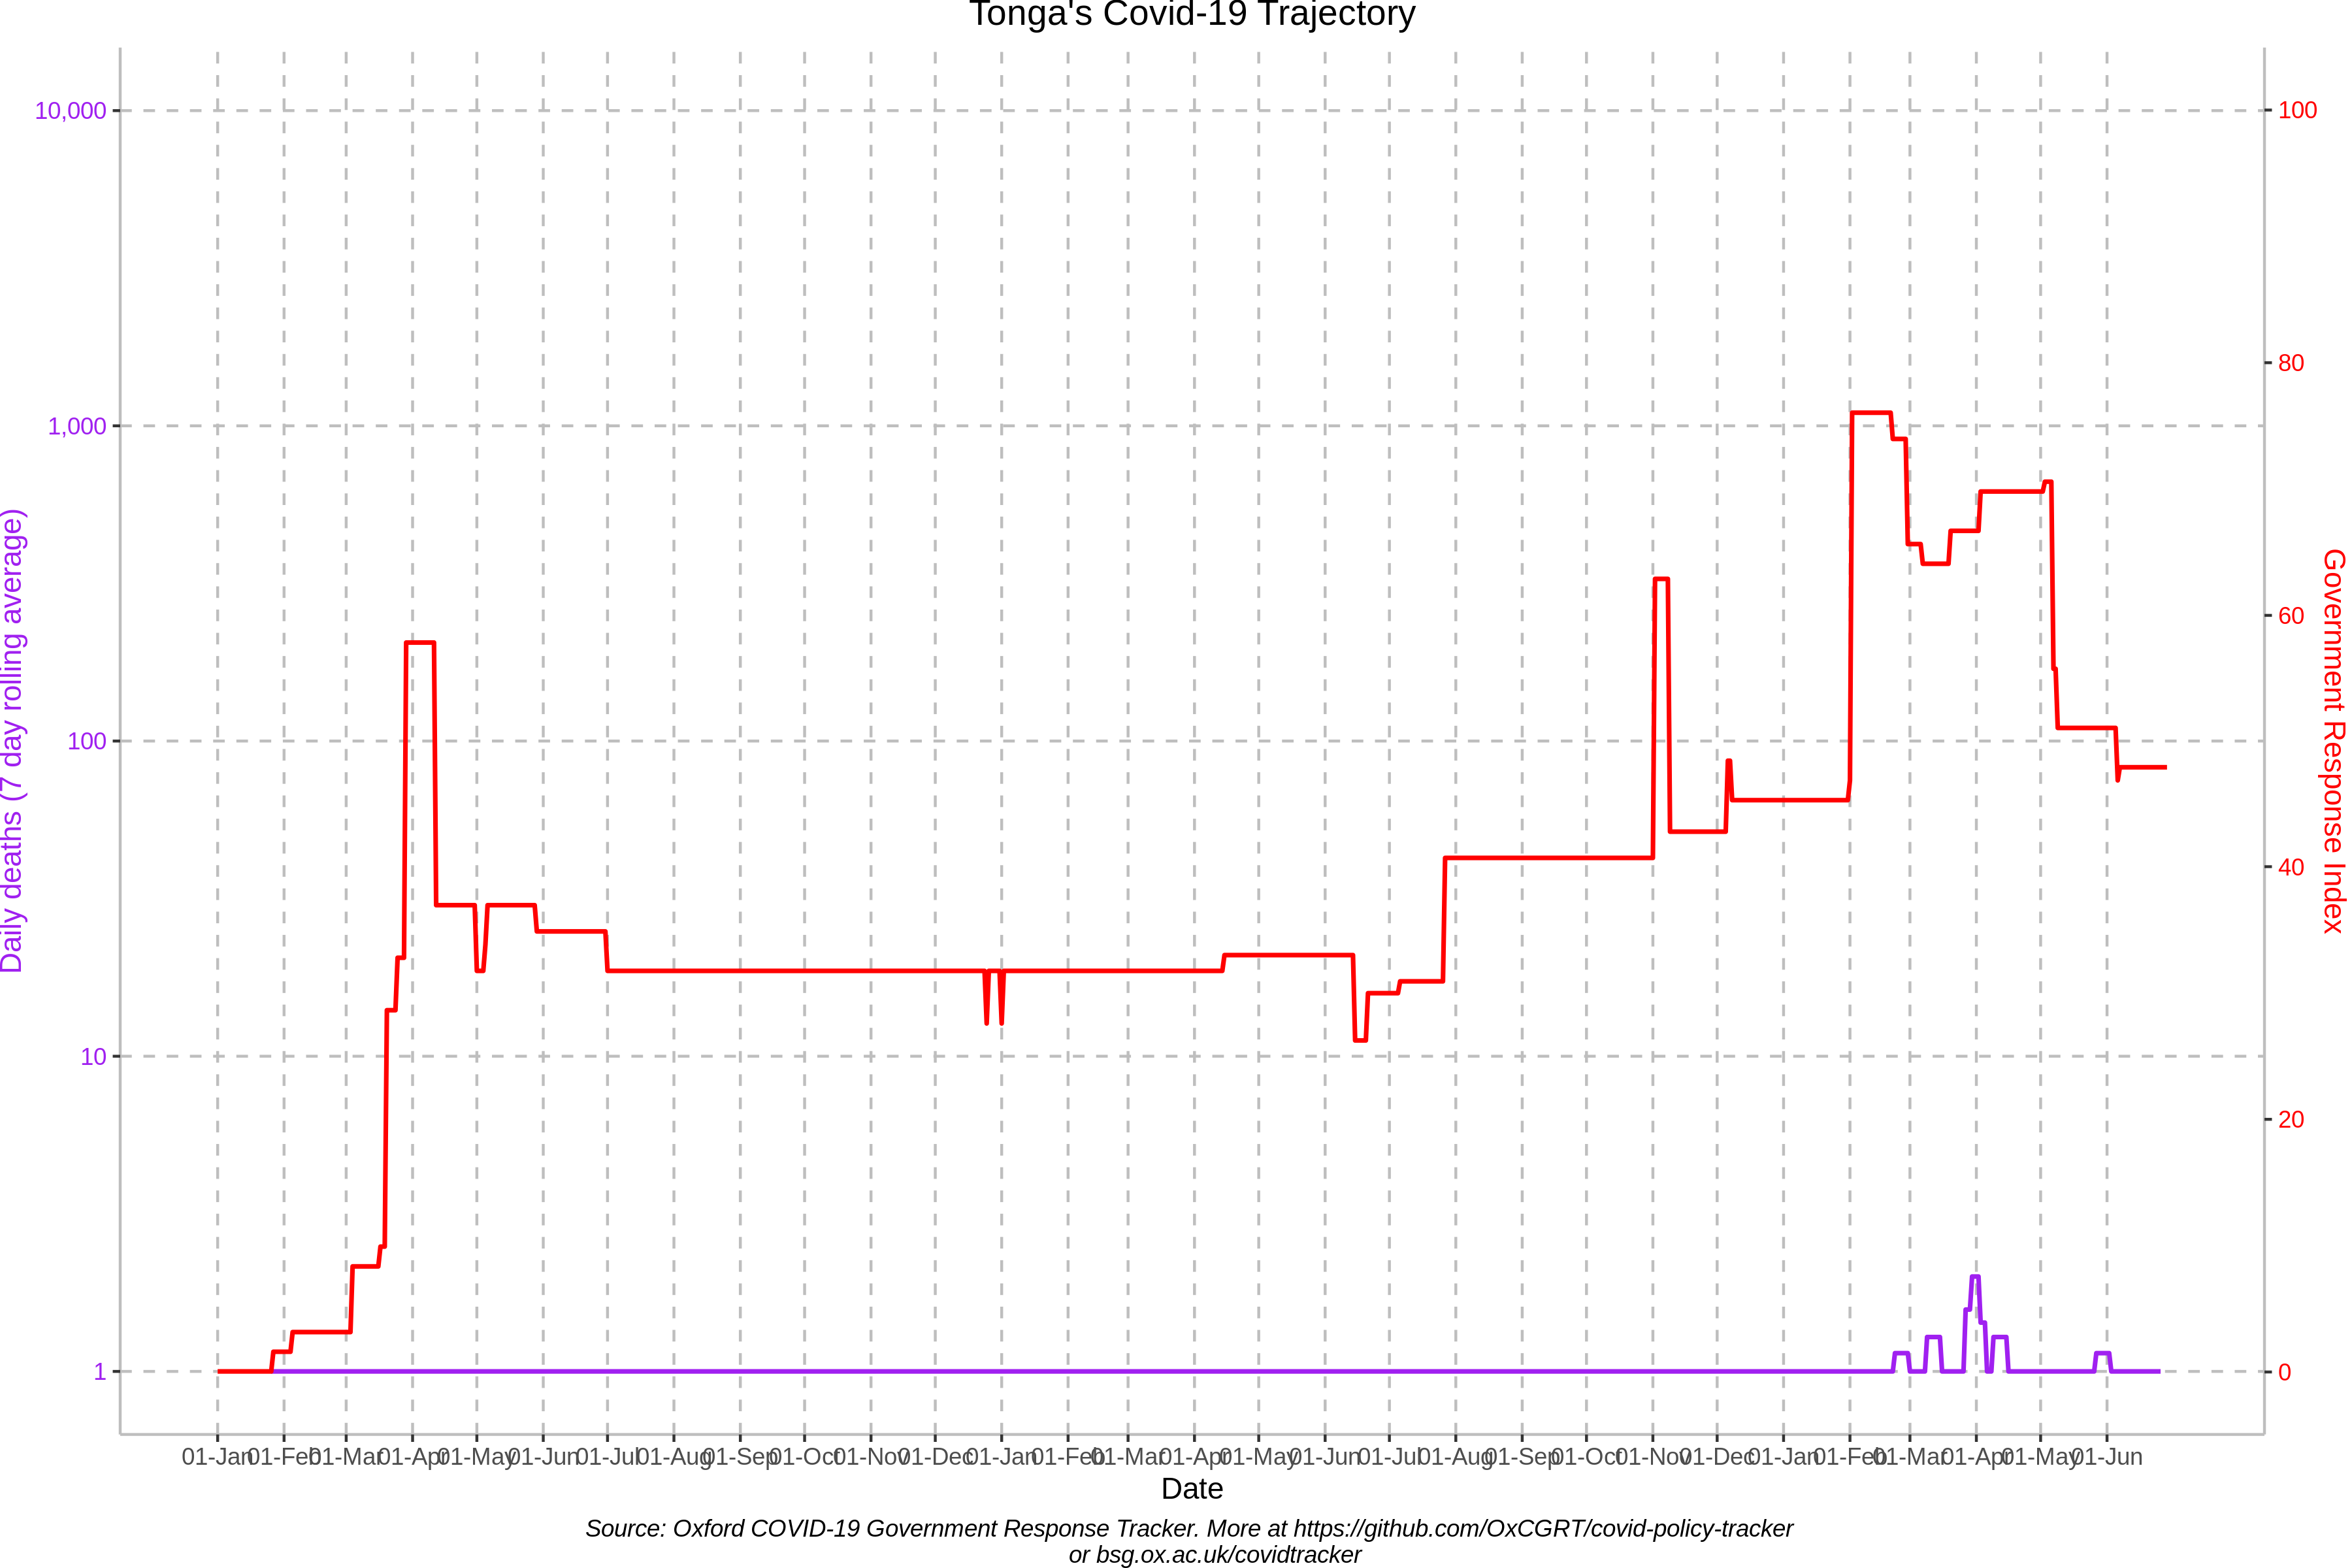 Tonga's Covid-19 Trajectory
10,000
1,000
100
10
1
Daily deaths (7 day rolling average)
100
80
60
40
20
0
Government Response Index
01-Jan 01-Feb 01-Mar 01-Apr 01-May 01-Jun 01-Jul 01-Aug 01-Sep 01-Oct 01-Nov 01-Dec 01-Jan 01-Feb 01-Mar 01-Apr 01-May 01-Jun 01-Jul 01-Aug 01-Sep 01-Oct 01-Nov 01-Dec 01-Jan 01-Feb 01-Mar 01-Apr 01-May 01-Jun
Date
Source: Oxford COVID-19 Government Response Tracker. More at https://github.com/OxCGRT/covid-policy-tracker
or bsg.ox.ac.uk/covidtracker